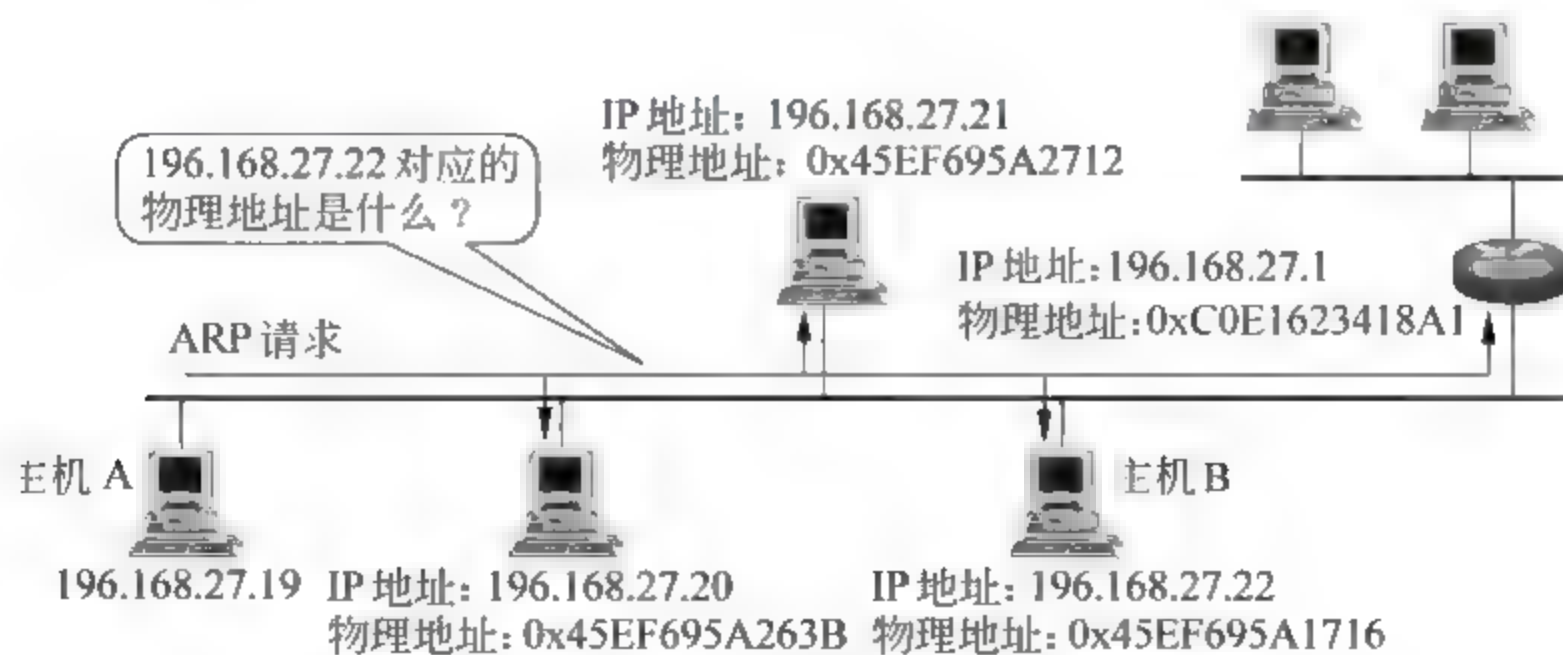 IP 地址：196.168.27.21
物理地址：0x45EF695A2712
196.168.27.22 对应的
物理地址是什么？
IP 地址：196.168.27.1
物理地址：0xC0E1623418A1
ARP 请求
主机 A
主机 B
196.168.27.19
IP 地址：196.168.27.20
物理地址：0x45EF695A263B
IP 地址：196.168.27.22
物理地址：0x45EF695A1716